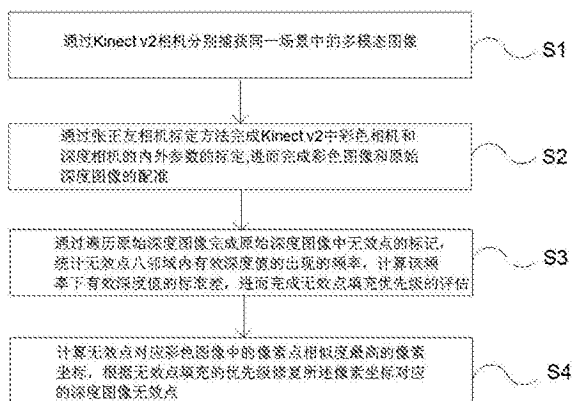 通过Kinect v2相机分别捕获同一场景中的多模态图像
S1
通过张正友相机标定方法完成Kinect v2中彩色相机和
深度相机的内外参数的标定,进而完成彩色图像和原始
深度图像的配准
S2
通过遍历原始深度图像完成原始深度图像中无效点的标记，
统计无效点八邻域内有效深度值的出现的频率，计算该频
率下有效深度值的标准差，进而完成无效点填充优先级的评估
S3
计算无效点对应彩色图像中的像素点相似度最高的像素
坐标，根据无效点填充的优先级修复所述像素坐标对应
的深度图像无效点
S4